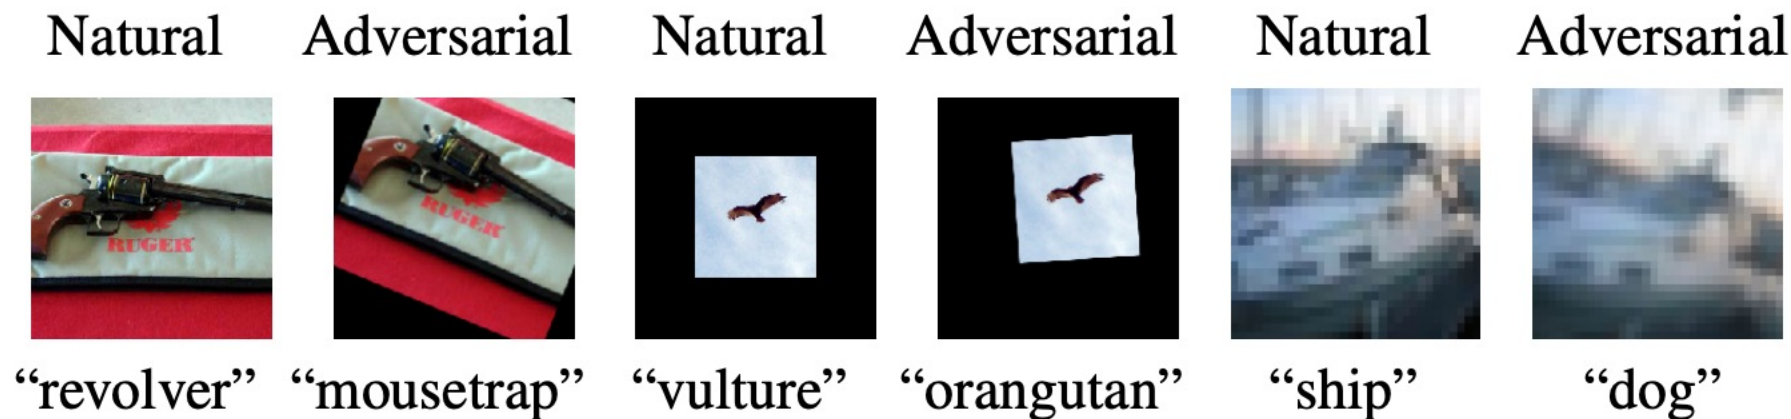 Natural Adversarial Natural Adversarial Natural Adversarial
RUGER
RUGER
“revolver” “mousetrap” “vulture” “orangutan” “ship” “dog”